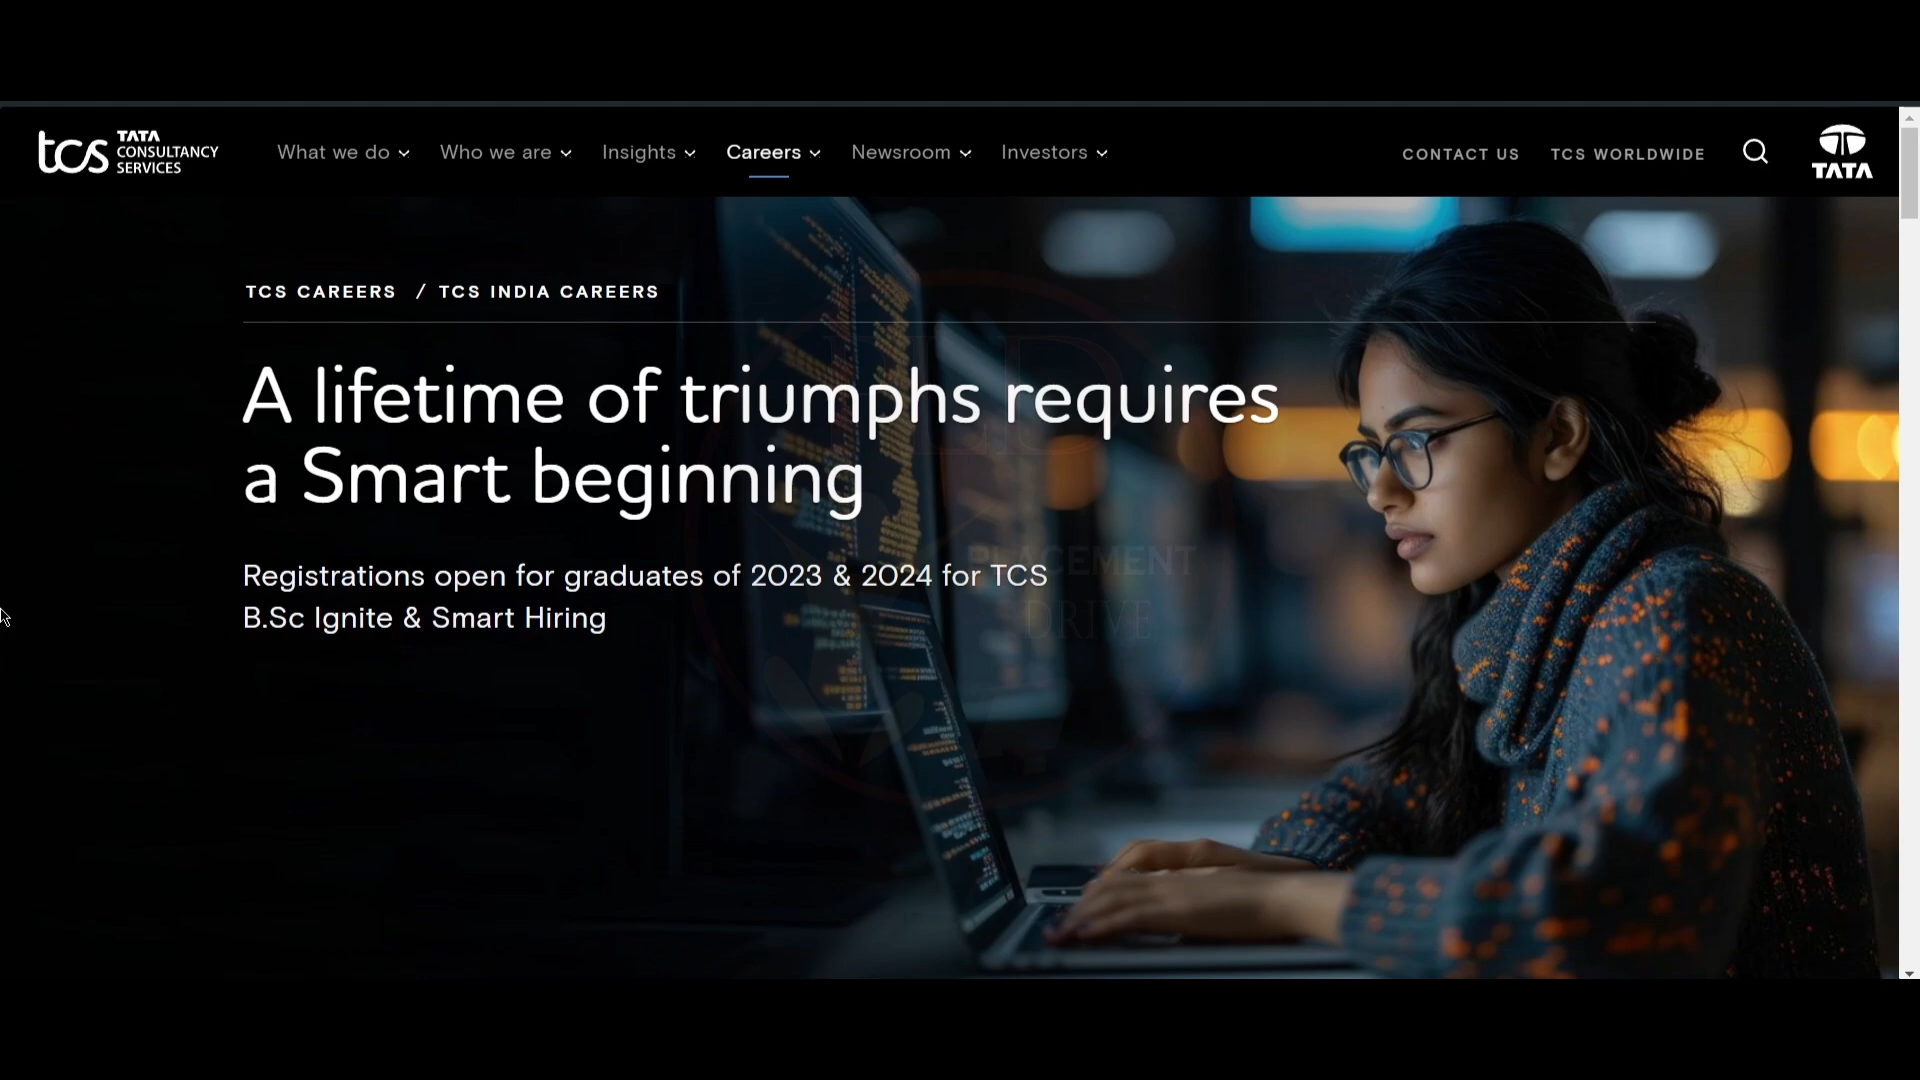 tcs TATA CONSULTANCY SERVICES
What we do
Who we are
Insights
Careers
Newsroom
Investors
CONTACT US
TCS WORLDWIDE
TATA
TCS CAREERS / TCS INDIA CAREERS
A lifetime of triumphs requires
a Smart beginning
Registrations open for graduates of 2023 & 2024 for TCS
B.Sc Ignite & Smart Hiring
PLACEMENT
DRIVE